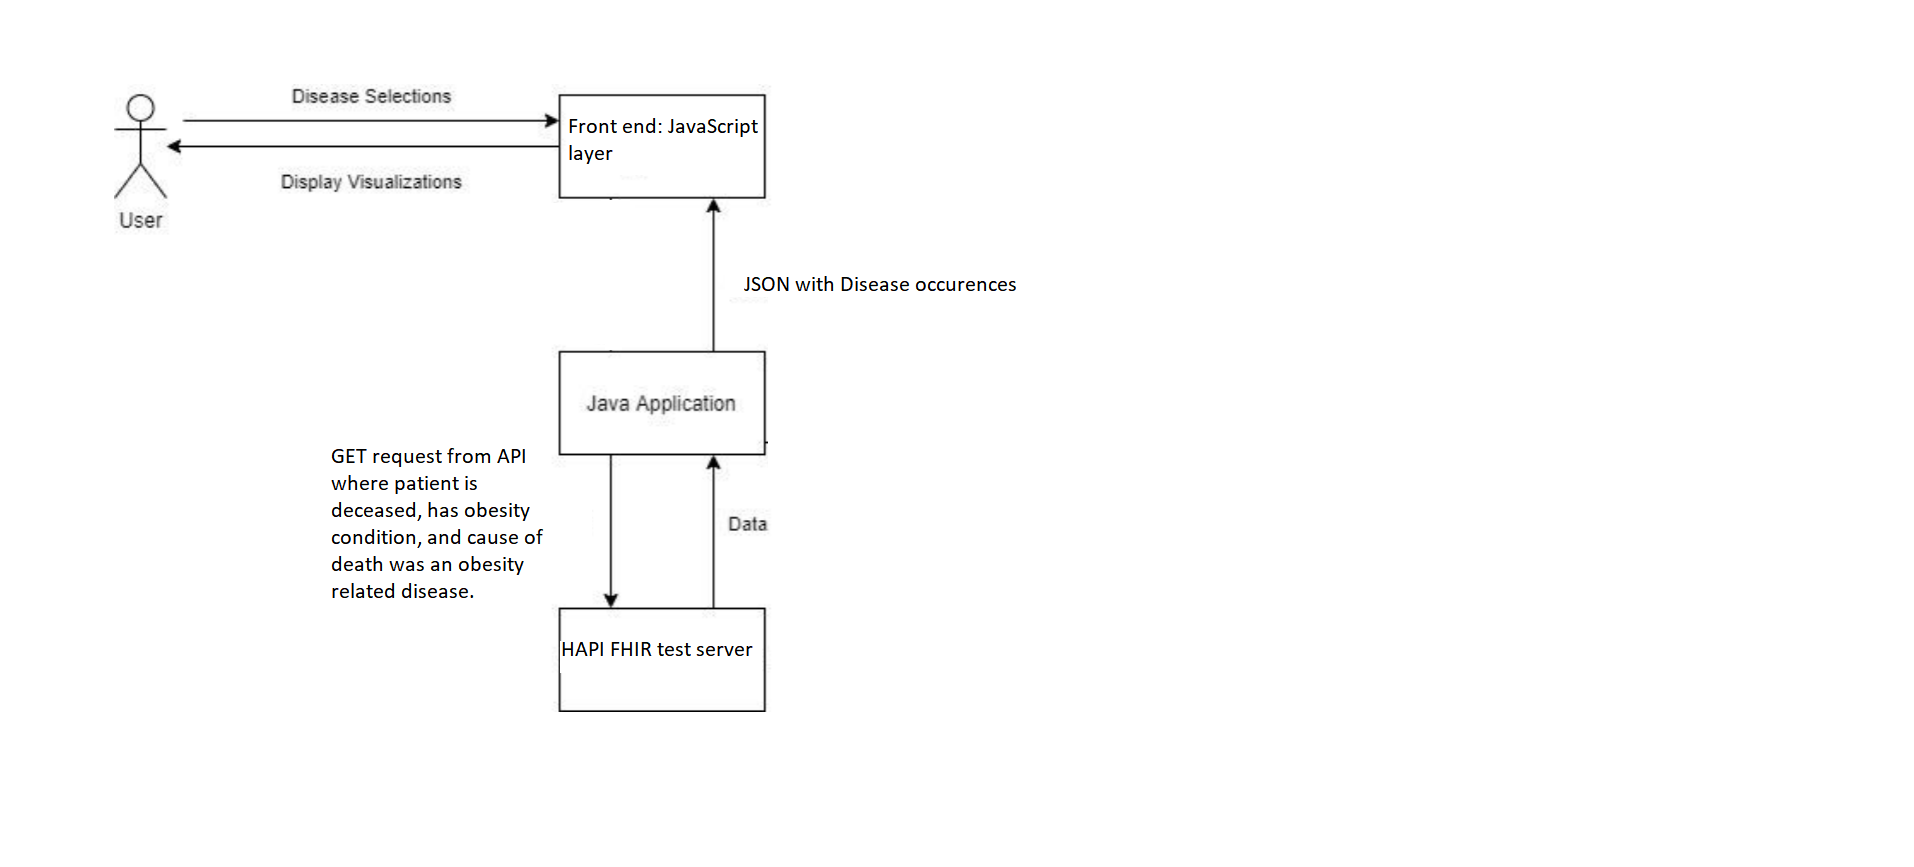 Disease Selections
Front end: JavaScript
layer
Display Visualizations
User
JSON with Disease occurences
Java Application
GET request from API
where patient is
deceased, has obesity
condition, and cause of
death was an obesity
related disease.
Data
HAPI FHIR test server